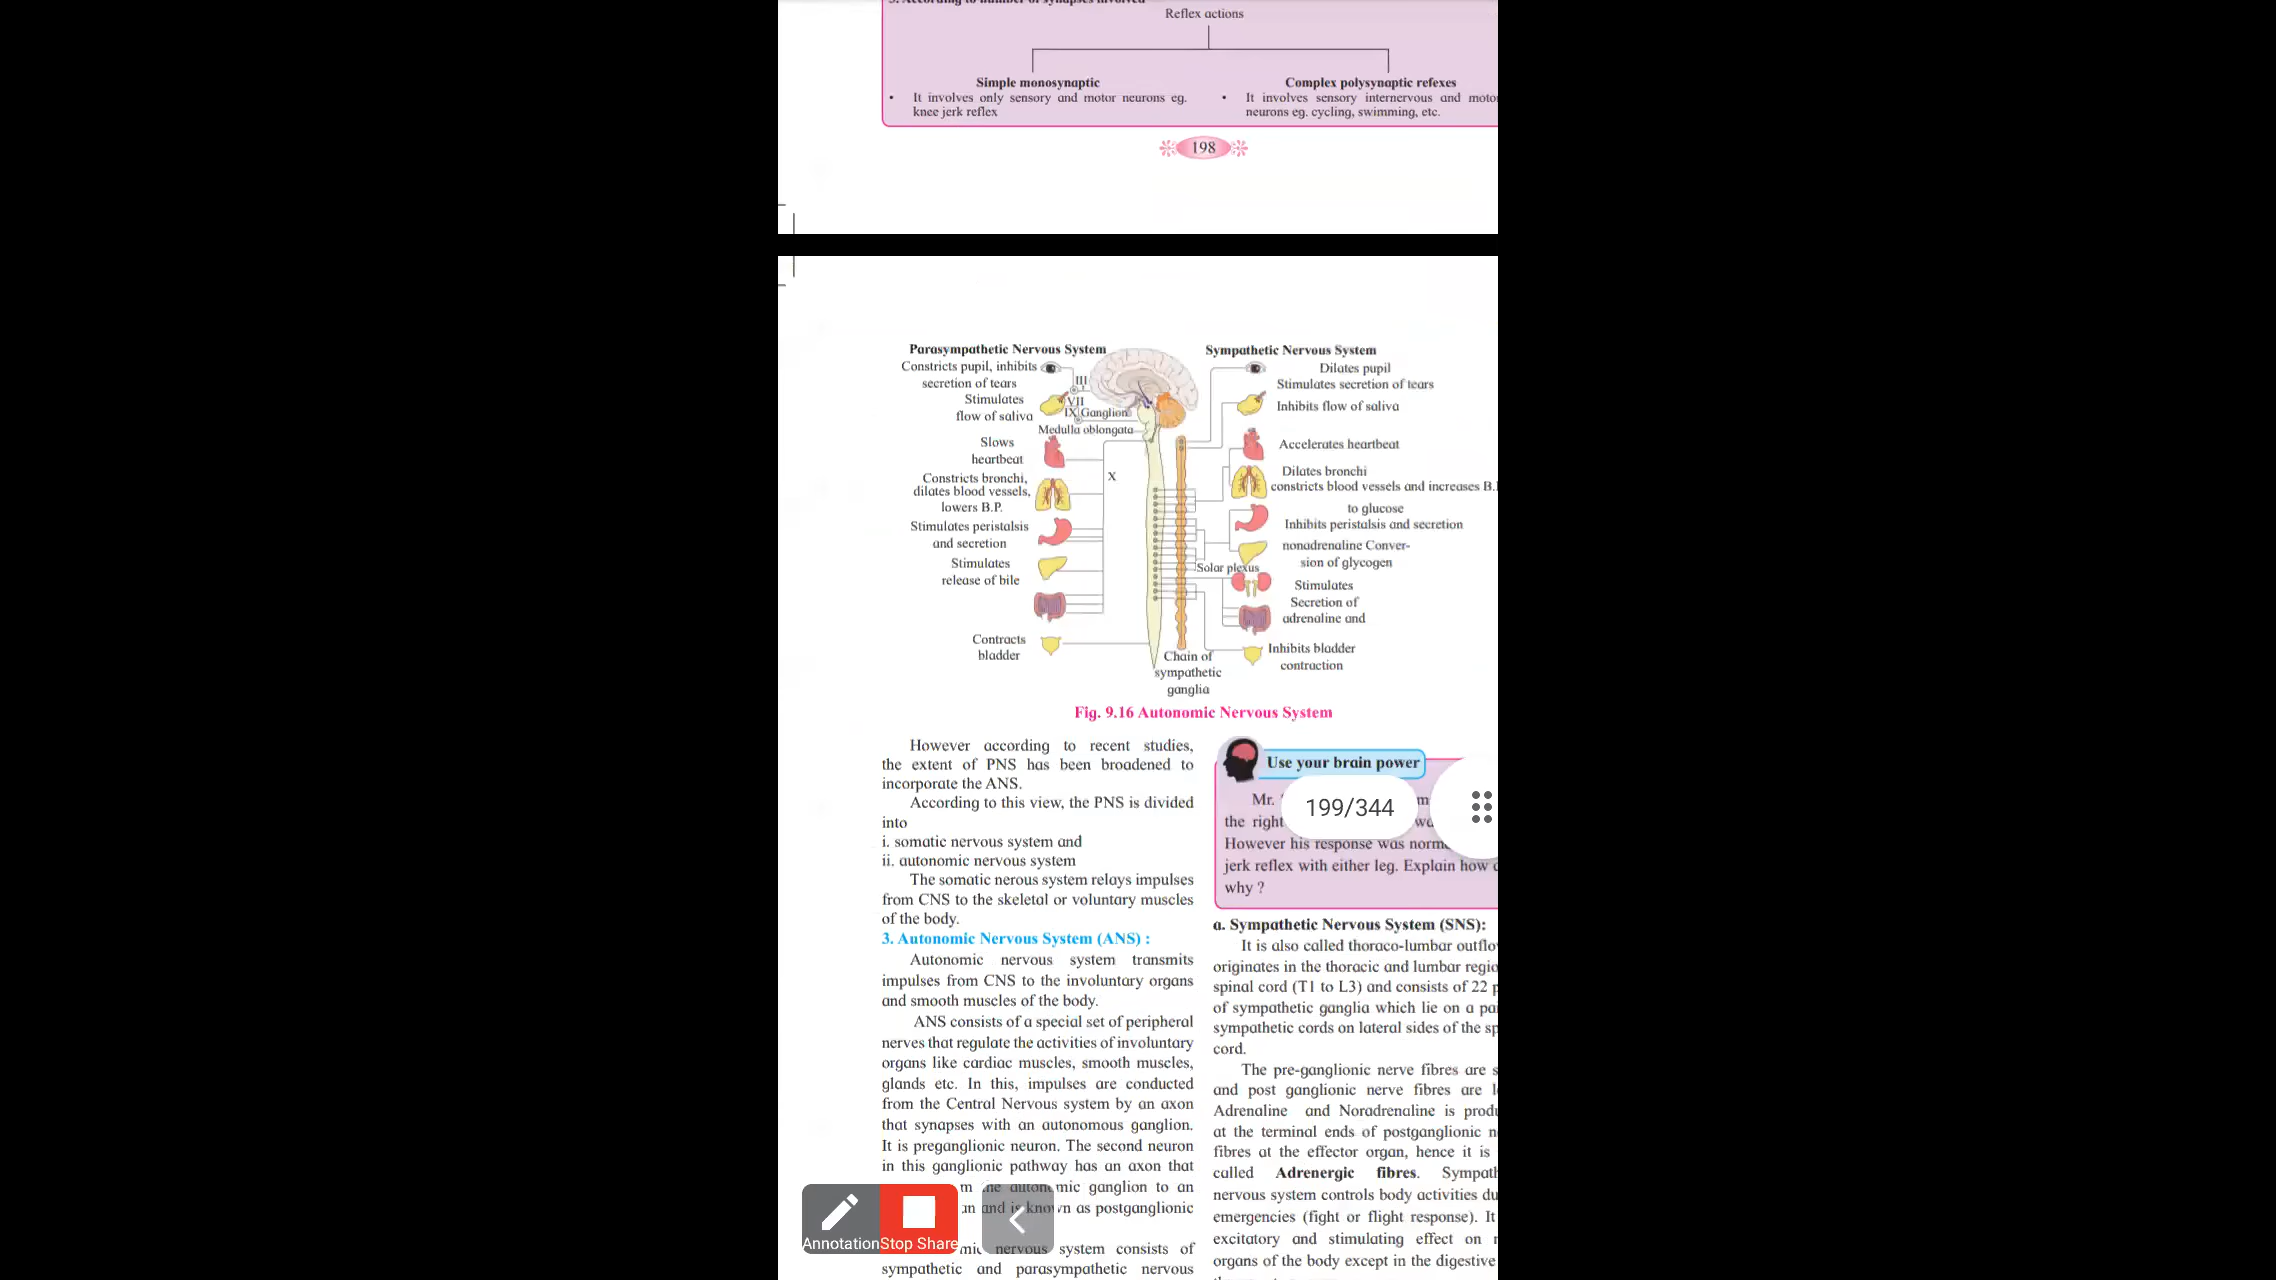 3. According to number of synapses involved
Reflex actions
Simple monosynaptic
• It involves only sensory and motor neurons eg.
knee jerk reflex
Complex polysynaptic refexes
• It involves sensory internervous and motor
neurons eg. cycling, swimming, etc.
198
Parasympathetic Nervous System
Constricts pupil, inhibits
secretion of tears
Stimulates
flow of saliva
Slows
heartbeat
Constricts bronchi,
dilates blood vessels,
lowers B.P.
Stimulates peristalsis
and secretion
Stimulates
release of bile
Contracts
bladder
III
VII
IX Ganglion
Medulla oblongata
X
Solar plexus
Chain of
sympathetic
ganglia
Sympathetic Nervous System
Dilates pupil
Stimulates secretion of tears
Inhibits flow of saliva
Accelerates heartbeat
Dilates bronchi
constricts blood vessels and increases B.
to glucose
Inhibits peristalsis and secretion
nonadrenaline Conver-
sion of glycogen
Stimulates
Secretion of
adrenaline and
Inhibits bladder
contraction
Fig. 9.16 Autonomic Nervous System
However according to recent studies,
the extent of PNS has been broadened to
incorporate the ANS.
According to this view, the PNS is divided
into
i. somatic nervous system and
ii. autonomic nervous system
The somatic nerous system relays impulses
from CNS to the skeletal or voluntary muscles
of the body.
3. Autonomic Nervous System (ANS) :
Autonomic nervous system transmits
impulses from CNS to the involuntary organs
and smooth muscles of the body.
ANS consists of a special set of peripheral
nerves that regulate the activities of involuntary
organs like cardiac muscles, smooth muscles,
glands etc. In this, impulses are conducted
from the Central Nervous system by an axon
that synapses with an autonomous ganglion.
It is preganglionic neuron. The second neuron
in this ganglionic pathway has an axon that
the autonomic ganglion to an
and is known as postganglionic
nervous system consists of
sympathetic and parasympathetic nervous
Use your brain power
Mr.
the right
However his response was
jerk reflex with either leg. Explain how
why ?
199/344
a. Sympathetic Nervous System (SNS):
It is also called thoraco-lumbar
originates in the thoracic and lumbar
spinal cord (T1 to L3) and consists of 22
of sympathetic ganglia which lie on a
sympathetic cords on lateral sides of the
cord.
The pre-ganglionic nerve fibres are
and post ganglionic nerve fibres are
Adrenaline and Noradrenaline is
at the terminal ends of postganglionic
fibres at the effector organ, hence it is
called Adrenergic fibres.
nervous system controls body activities
emergencies (fight or flight response). It
excitatory and stimulating effect on
organs of the body except in the digestive
Annotation
Stop Share